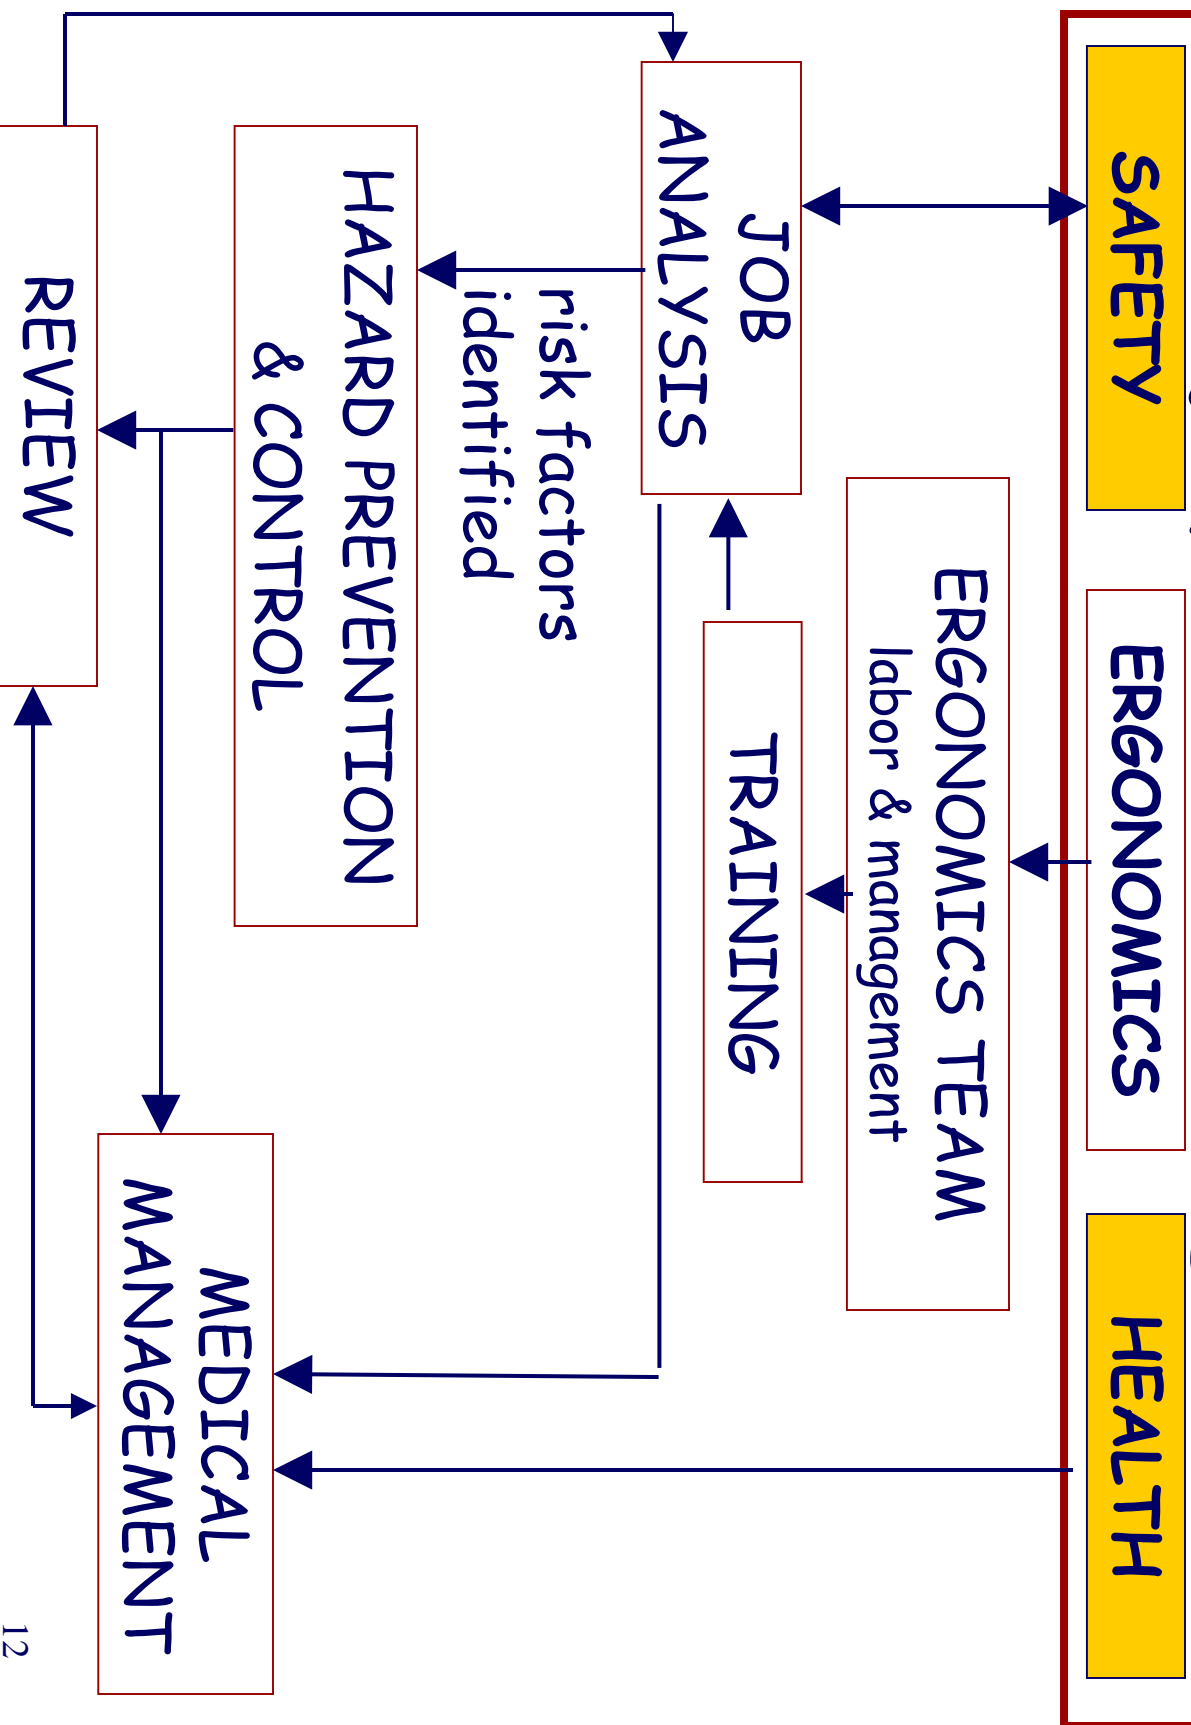 SAFETY
ERGONOMICS
HEALTH
ERGONOMICS TEAM
labor & management
JOB
ANALYSIS
TRAINING
risk factors
identified
HAZARD PREVENTION
& CONTROL
MEDICAL
MANAGEMENT
REVIEW
12